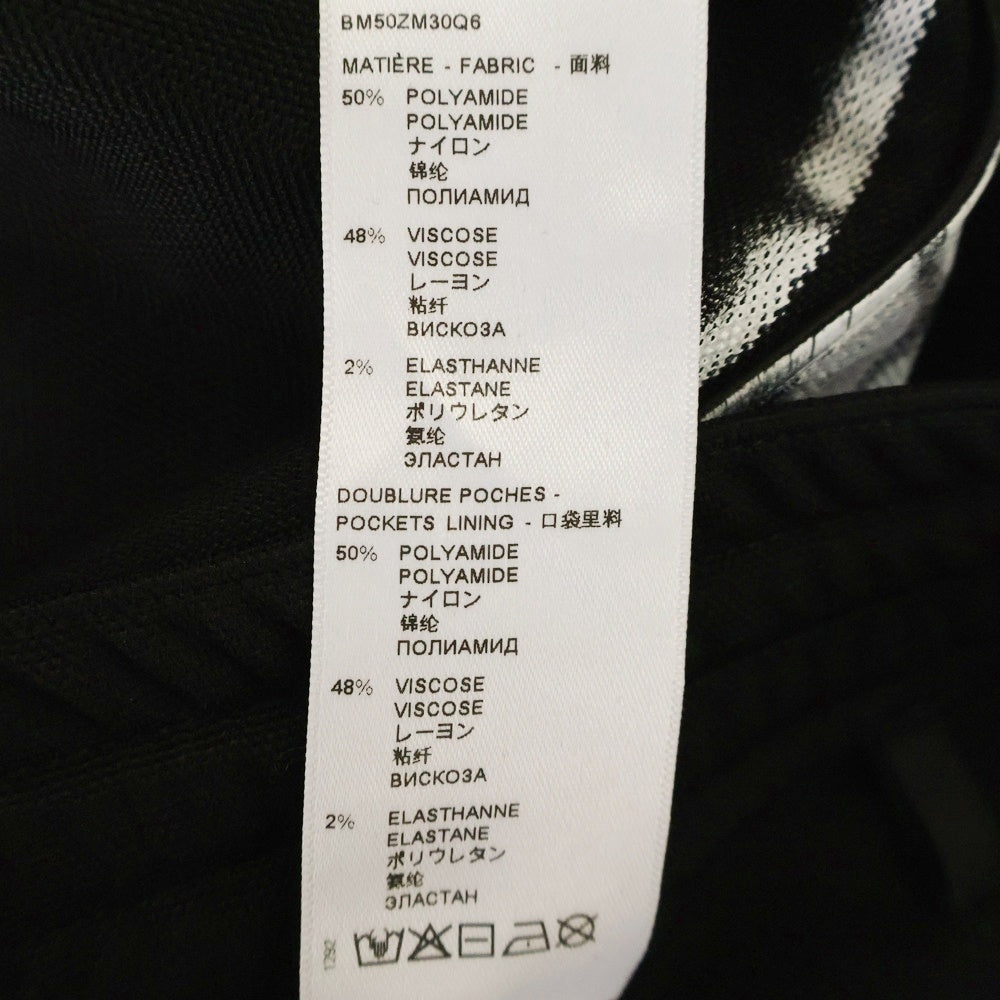 BM50ZM30Q6
MATIÈRE - FABRIC - 面料
50% POLYAMIDE
POLYAMIDE
ナイロン
锦纶
ПОЛИАМИД
48% VISCOSE
VISCOSE
レーヨン
粘纤
ВИСКОЗА
2% ELASTHANNE
ELASTANE
ポリウレタン
氨纶
ЭЛАСТАН
DOUBLURE POCHES -
POCKETS LINING - 口袋里料
50% POLYAMIDE
POLYAMIDE
ナイロン
锦纶
ПОЛИАМИД
48% VISCOSE
VISCOSE
レーヨン
粘纤
ВИСКОЗА
2% ELASTHANNE
ELASTANE
ポリウレタン
氨纶
ЭЛАСТАН
1292